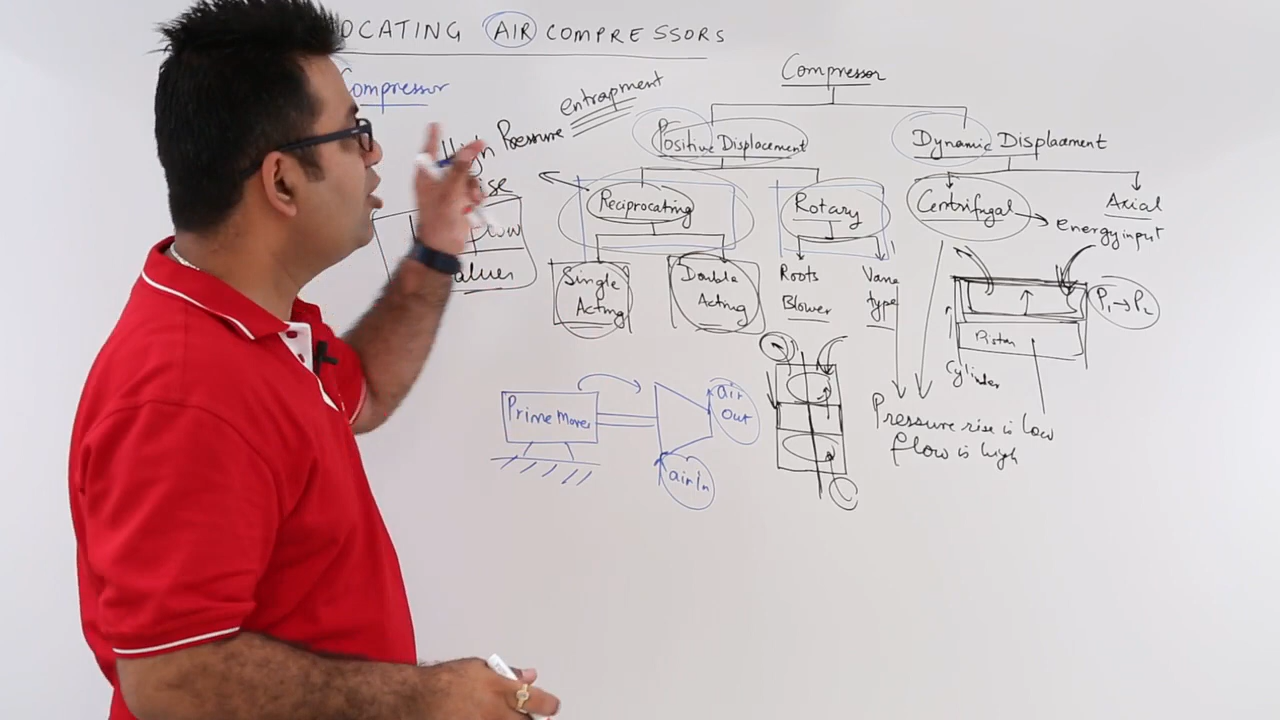 OCATING AIR COMPRESSORS
Compressor
entrapment
High Pressure
Compressor
Positive Displacement
Dynamic Displaament
Reciprocating
Rotary
Centrifugal
Axial
energy input
Single
Acting
Double
Acting
Roots
Blower
Vane
type
P1→P2
Piston
Cylinder
Prime Mover
air
out
air In
Pressure rise is low
flow is high